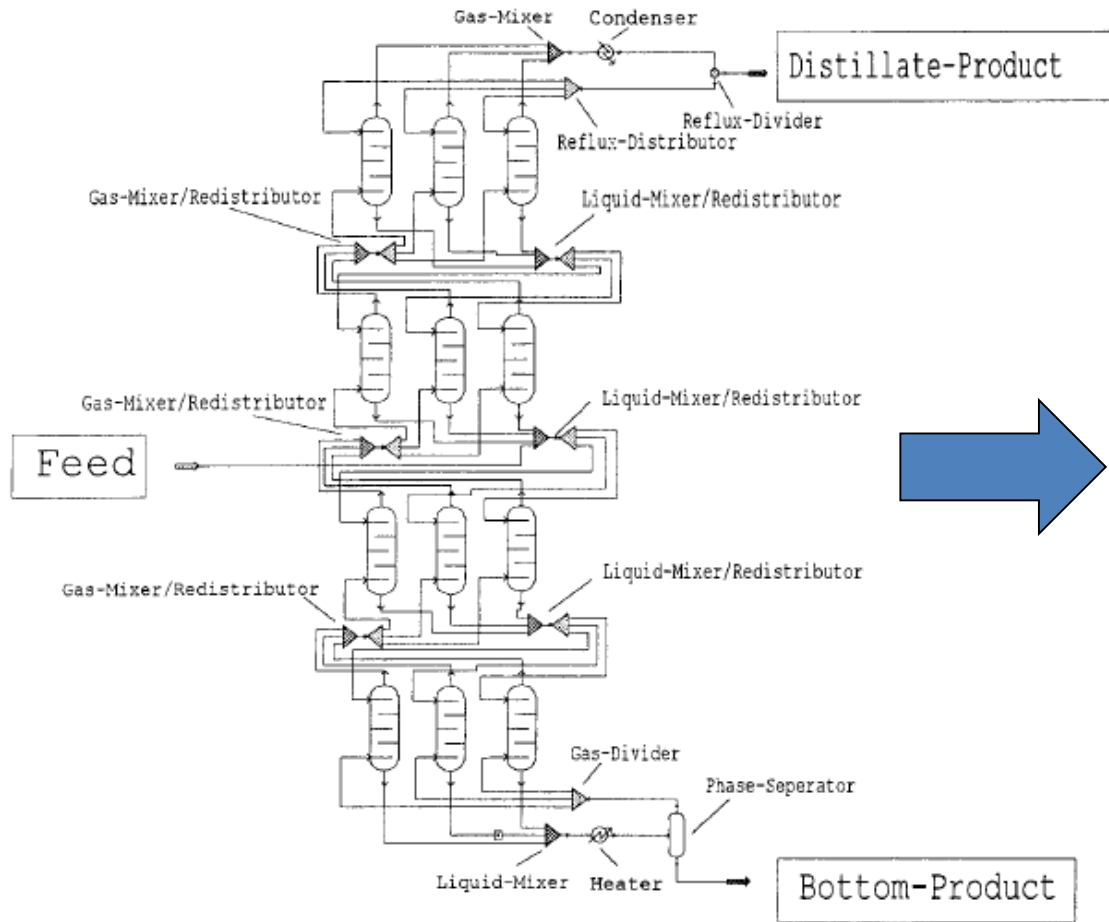 Gas-Mixer
Condenser
Distillate-Product
Reflux-Divider
Reflux-Distributor
Gas-Mixer/Redistributor
Liquid-Mixer/Redistributor
Gas-Mixer/Redistributor
Liquid-Mixer/Redistributor
Feed
Gas-Mixer/Redistributor
Liquid-Mixer/Redistributor
Gas-Divider
Phase-Seperator
Liquid-Mixer
Heater
Bottom-Product